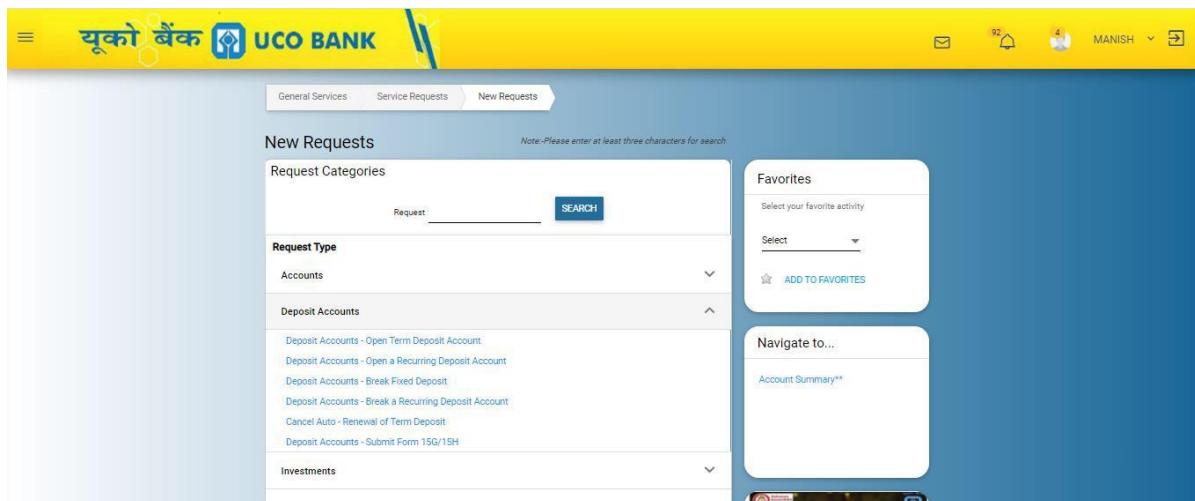 यूको बैंक UCO BANK
92 4 MANISH
General Services Service Requests New Requests
New Requests Note:-Please enter at least three characters for search
Request Categories
Request SEARCH
Request Type
Accounts
Deposit Accounts
Deposit Accounts - Open Term Deposit Account
Deposit Accounts - Open a Recurring Deposit Account
Deposit Accounts - Break Fixed Deposit
Deposit Accounts - Break a Recurring Deposit Account
Cancel Auto - Renewal of Term Deposit
Deposit Accounts - Submit Form 15G/15H
Investments
Favorites
Select your favorite activity
Select
ADD TO FAVORITES
Navigate to...
Account Summary**